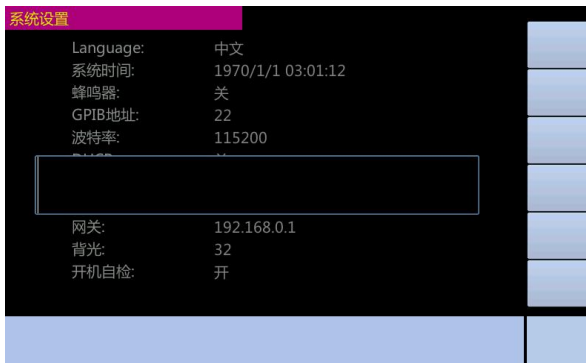 系统设置
Language: 中文
系统时间: 1970/1/1 03:01:12
蜂鸣器: 关
GPIB地址: 22
波特率: 115200
网关: 192.168.0.1
背光: 32
开机自检: 开